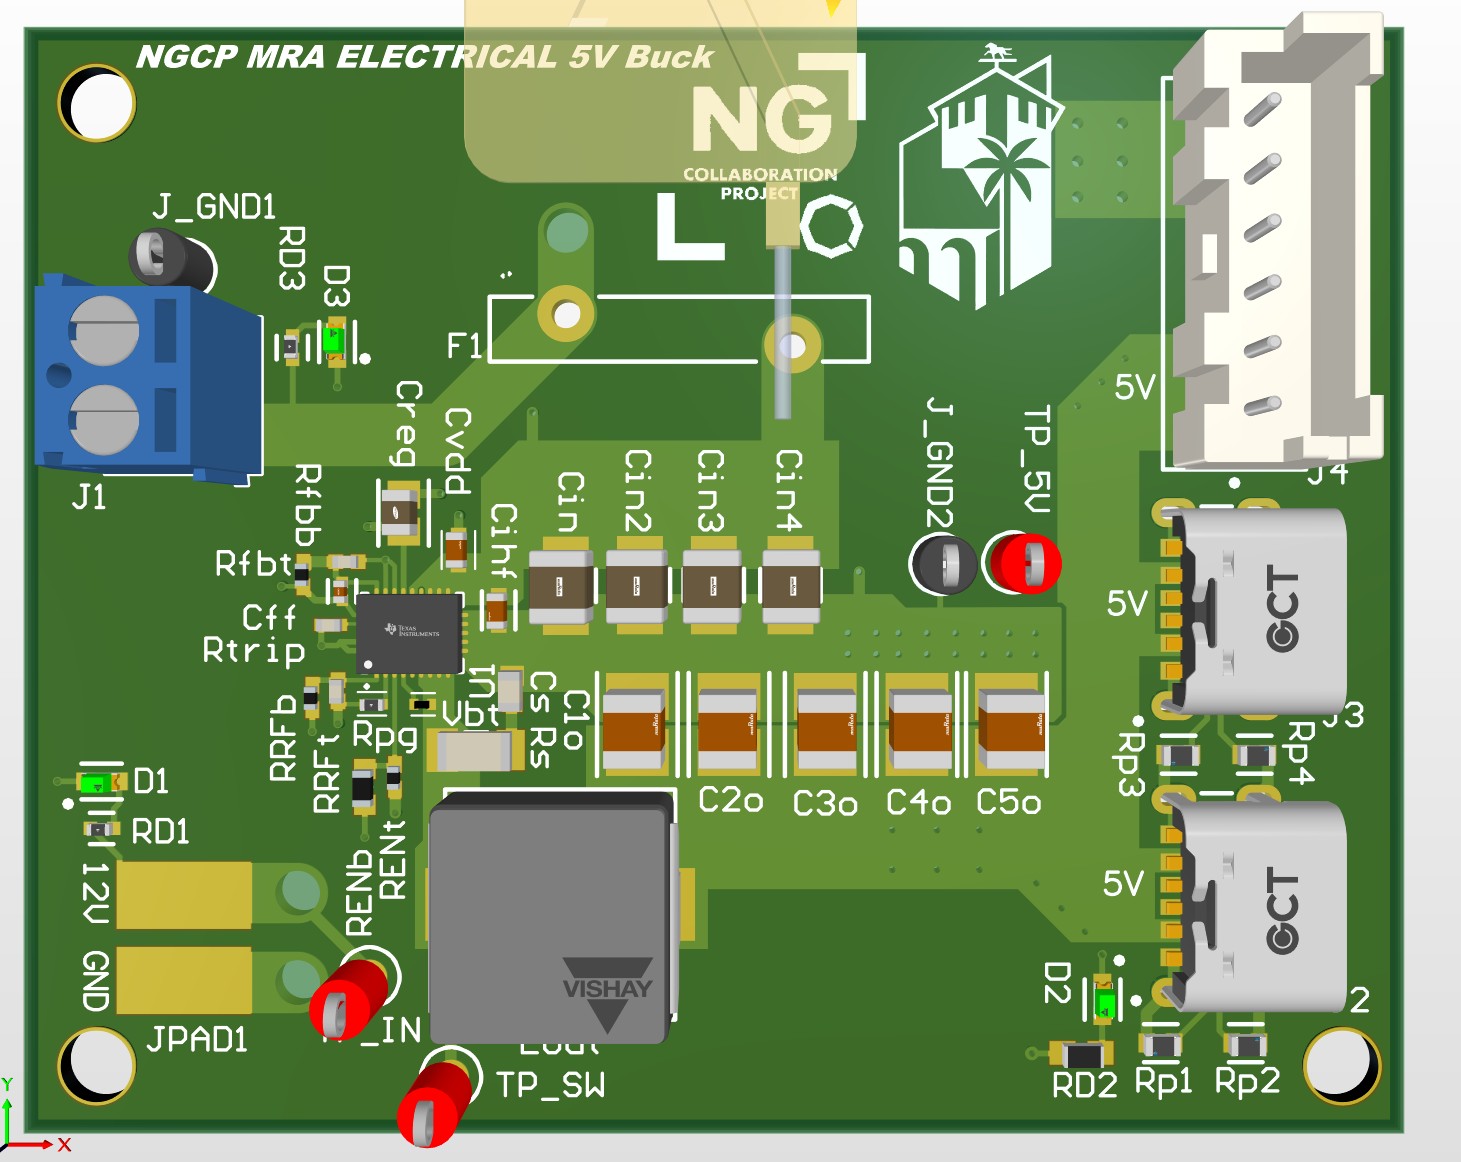 NGCP MRA ELECTRICAL 5V Buck
NG
COLLABORATION
PROJECT
L
J_GND1
RD3
D3
F1
J1
Creg
Cvdd
Rfbb
Cihf
Cin
Cin2
Cin3
Cin4
J_GND2
TP_5V
5V
J4
Rfbt
Cff
Rtrip
TEXAS
INSTRUMENTS
5V
GCT
U1
Vbt
Cs
Rs
C1o
C2o
C3o
C4o
C5o
RRFb
RRFt
Rpg
J3
Rp3
Rp4
D1
RD1
12V
GND
JPAD1
RENb
RENt
VISHAY
_IN
TP_SW
5V
GCT
D2
2
RD2
Rp1
Rp2
Y
X